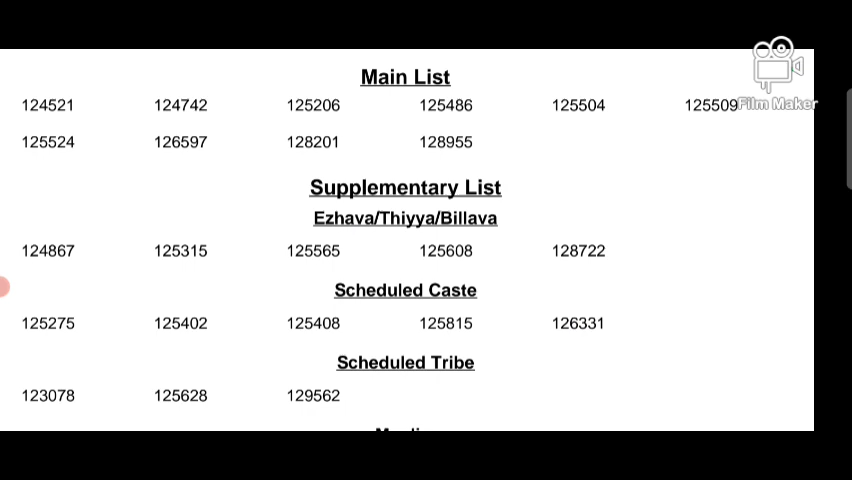 Main List
124521 124742 125206 125486 125504 125509
Film Maker
125524 126597 128201 128955
Supplementary List
Ezhava/Thiyya/Billava
124867 125315 125565 125608 128722
Scheduled Caste
125275 125402 125408 125815 126331
Scheduled Tribe
123078 125628 129562